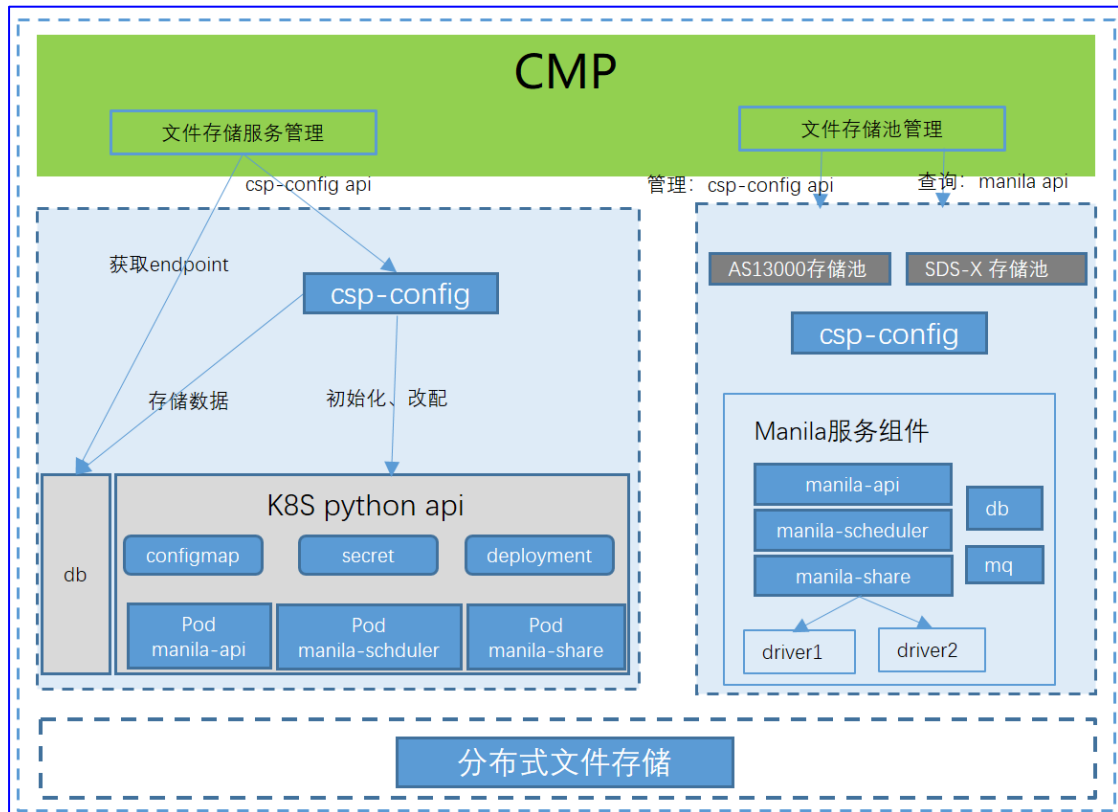 CMP
文件存储服务管理
文件存储池管理
csp-config api
管理：csp-config api
查询：manila api
获取endpoint
csp-config
存储数据
初始化、改配
db
K8S python api
configmap
secret
deployment
Pod
manila-api
Pod
manila-schduler
Pod
manila-share
AS13000存储池
SDS-X 存储池
csp-config
Manila服务组件
manila-api
manila-scheduler
manila-share
db
mq
driver1
driver2
分布式文件存储